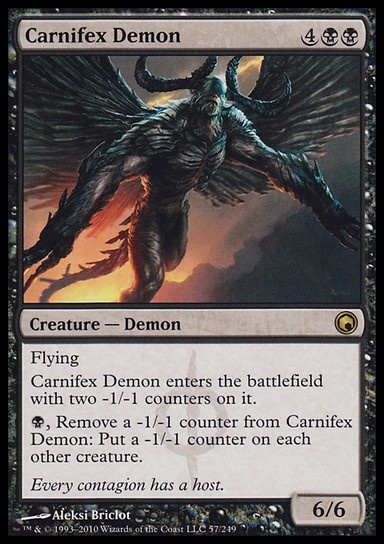 Carnifex Demon 4
Creature — Demon
Flying
Carnifex Demon enters the battlefield
with two -1/-1 counters on it.
, Remove a -1/-1 counter from Carnifex
Demon: Put a -1/-1 counter on each
other creature.
Every contagion has a host.
Aleksi Briclot
™ & © 1993–2010 Wizards of the Coast LLC 57/249
6/6